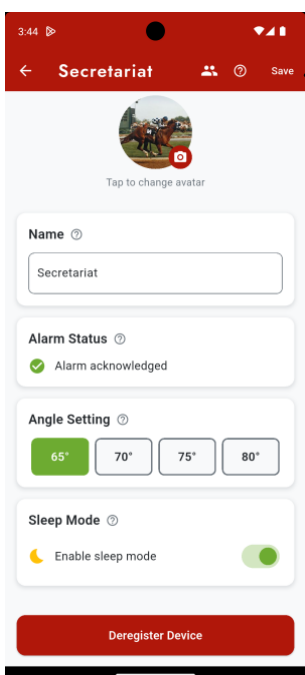 3:44
Secretariat
Save
Tap to change avatar
Name
Secretariat
Alarm Status
Alarm acknowledged
Angle Setting
65° 70° 75° 80°
Sleep Mode
Enable sleep mode
Deregister Device